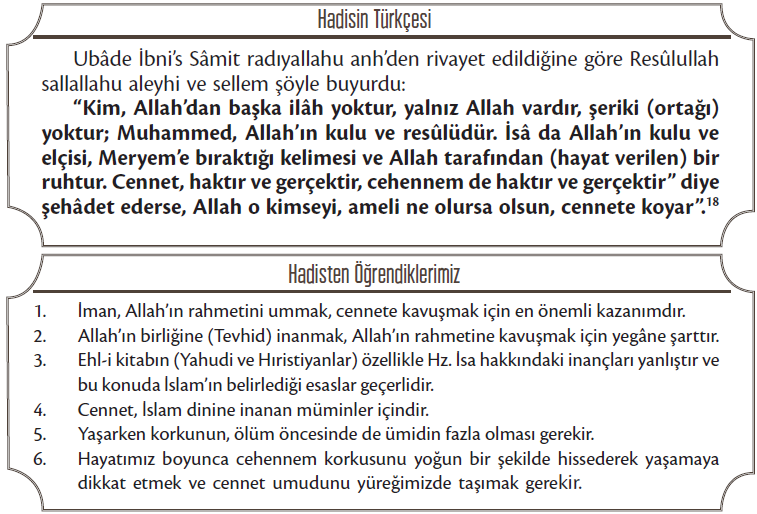 Hadisin Türkçesi
Ubâde İbni’s Sâmit radıyallahu anh’den rivayet edildiğine göre Resûlullah
sallallahu aleyhi ve sellem şöyle buyurdu:
“Kim, Allah’dan başka ilâh yoktur, yalnız Allah vardır, şeriki (ortağı)
yoktur; Muhammed, Allah’ın kulu ve resûlüdür. İsâ da Allah’ın kulu ve
elçisi, Meryem’e bıraktığı kelimesi ve Allah tarafından (hayat verilen) bir
ruhtur. Cennet, haktır ve gerçektir, cehennem de haktır ve gerçektir” diye
şehâdet ederse, Allah o kimseyi, ameli ne olursa olsun, cennete koyar”.18
Hadisten Öğrendiklerimiz
1. İman, Allah’ın rahmetini ummak, cennete kavuşmak için en önemli kazanımdır.
2. Allah’ın birliğine (Tevhid) inanmak, Allah’ın rahmetine kavuşmak için yegâne şarttır.
3. Ehl-i kitabın (Yahudi ve Hıristiyanlar) özellikle Hz. İsa hakkındaki inançları yanlıştır ve
bu konuda İslam’ın belirlediği esaslar geçerlidir.
4. Cennet, İslam dinine inanan müminler içindir.
5. Yaşarken korkunun, ölüm öncesinde de ümidin fazla olması gerekir.
6. Hayatımız boyunca cehennem korkusunu yoğun bir şekilde hissederek yaşamaya
dikkat etmek ve cennet umudunu yüreğimizde taşımak gerekir.